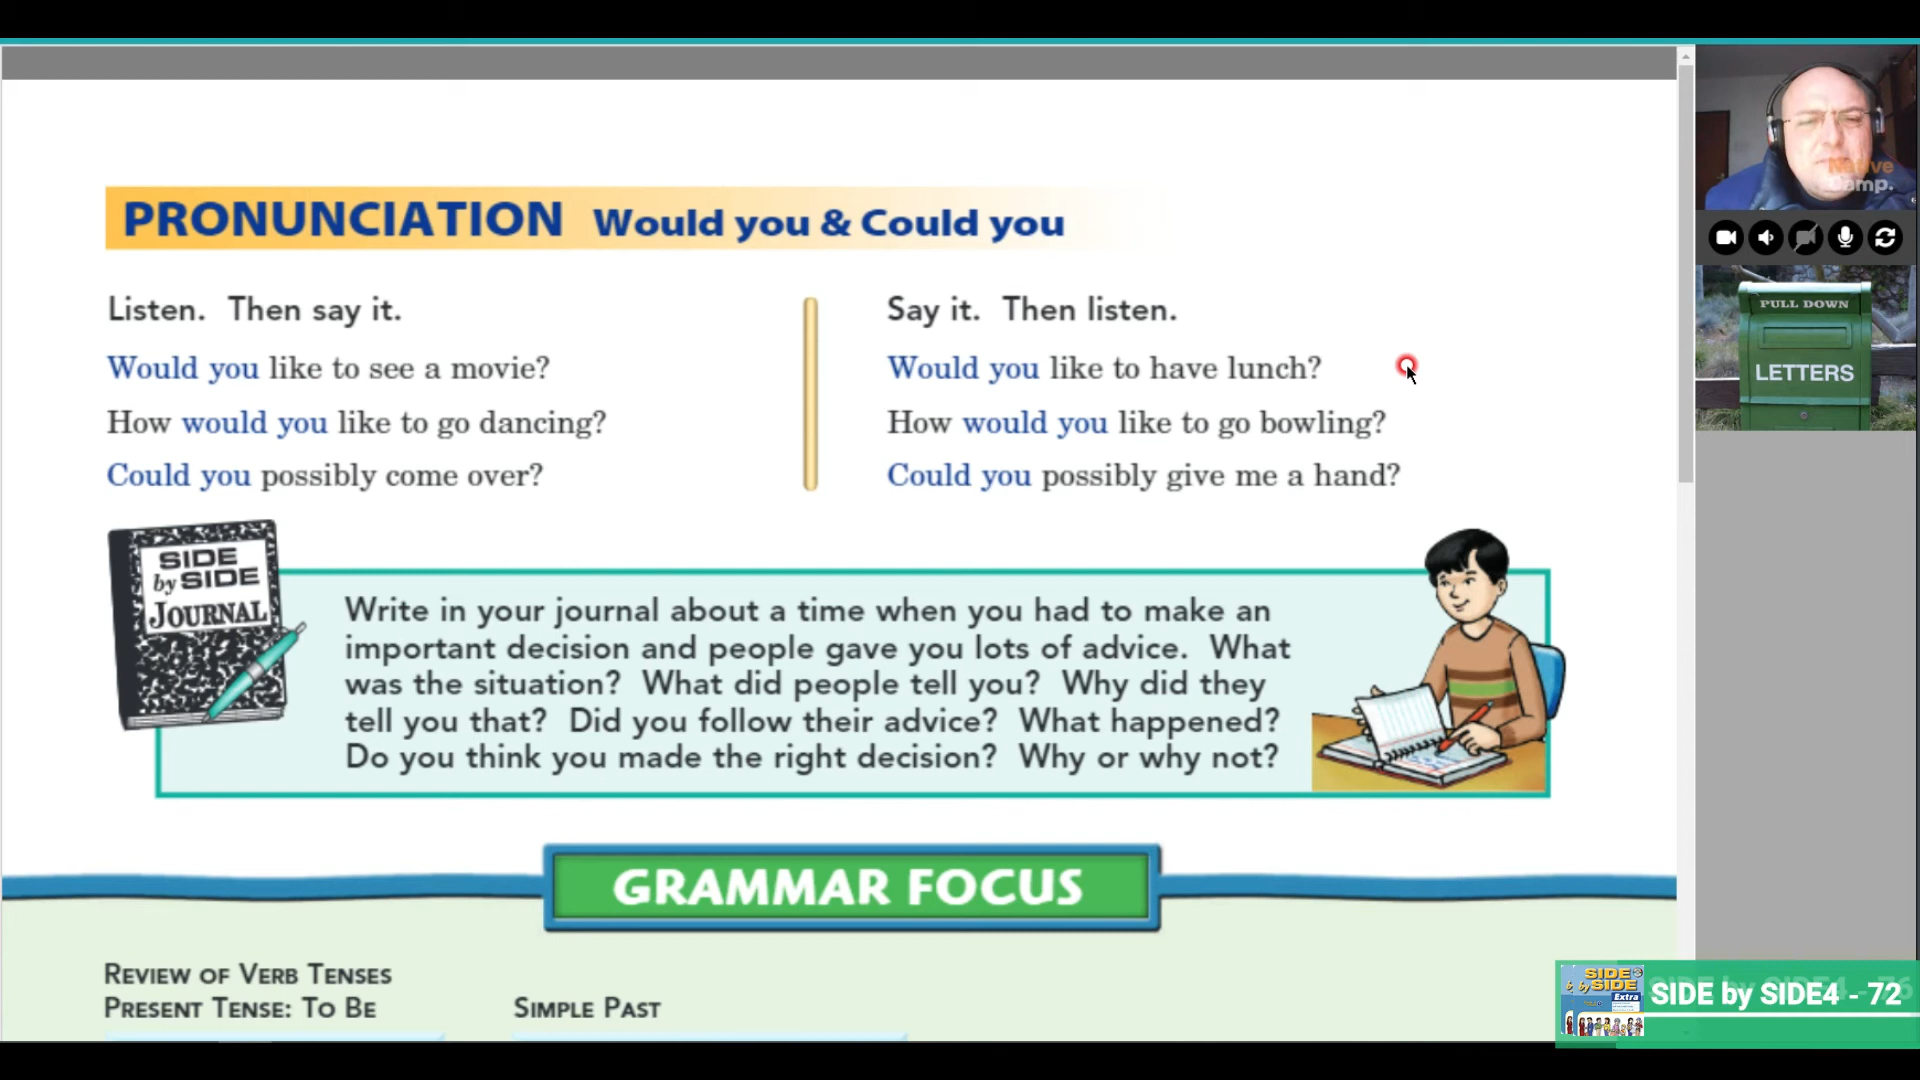 PRONUNCIATION Would you & Could you
Listen. Then say it.
Would you like to see a movie?
How would you like to go dancing?
Could you possibly come over?
Say it. Then listen.
Would you like to have lunch?
How would you like to go bowling?
Could you possibly give me a hand?
SIDE
by SIDE
JOURNAL
Write in your journal about a time when you had to make an
important decision and people gave you lots of advice. What
was the situation? What did people tell you? Why did they
tell you that? Did you follow their advice? What happened?
Do you think you made the right decision? Why or why not?
GRAMMAR FOCUS
REVIEW OF VERB TENSES
PRESENT TENSE: TO BE
SIMPLE PAST
Native
Camp.
PULL DOWN
LETTERS
SIDE
by SIDE
Extra
SIDE by SIDE4 - 72